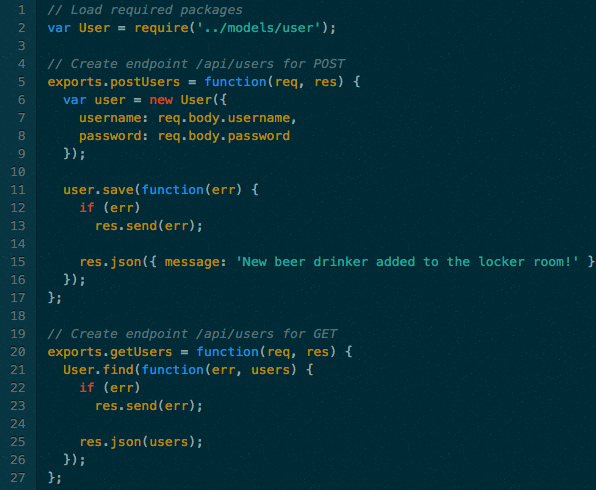 1 // Load required packages
2 var User = require('../models/user');
3
4 // Create endpoint /api/users for POST
5 exports.postUsers = function(req, res) {
6   var user = new User({
7     username: req.body.username,
8     password: req.body.password
9   });
10
11   user.save(function(err) {
12     if (err)
13       res.send(err);
14
15     res.json({ message: 'New beer drinker added to the locker room!' }
16   });
17 };
18
19 // Create endpoint /api/users for GET
20 exports.getUsers = function(req, res) {
21   User.find(function(err, users) {
22     if (err)
23       res.send(err);
24
25     res.json(users);
26   });
27 };